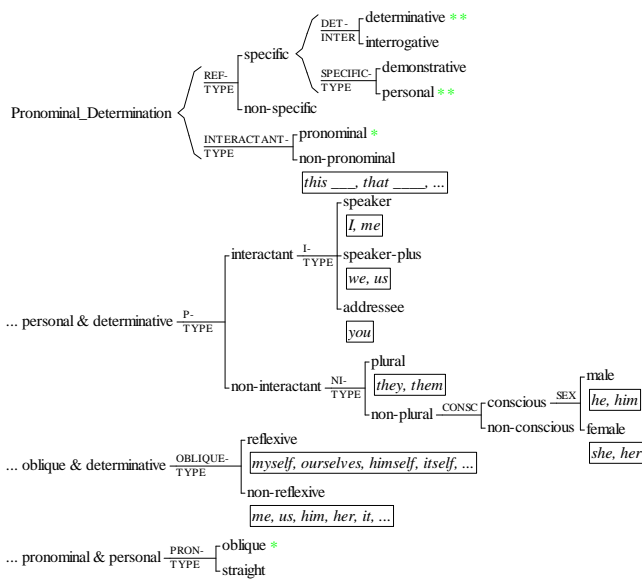 determinative **
DET-
INTER
interrogative
specific
demonstrative
SPECIFIC-
TYPE
personal **
REF-
TYPE
non-specific
Pronominal_Determination
pronominal *
INTERACTANT-
TYPE
non-pronominal
this ___, that ____, ...
speaker
I, me
interactant I-
TYPE
speaker-plus
we, us
addressee
you
... personal & determinative P-
TYPE
plural
they, them
non-interactant NI-
TYPE
non-plural CONSC
conscious SEX
non-conscious
male
he, him
female
she, her
reflexive
myself, ourselves, himself, itself, ...
... oblique & determinative OBLIQUE-
TYPE
non-reflexive
me, us, him, her, it, ...
oblique *
... pronominal & personal PRON-
TYPE
straight